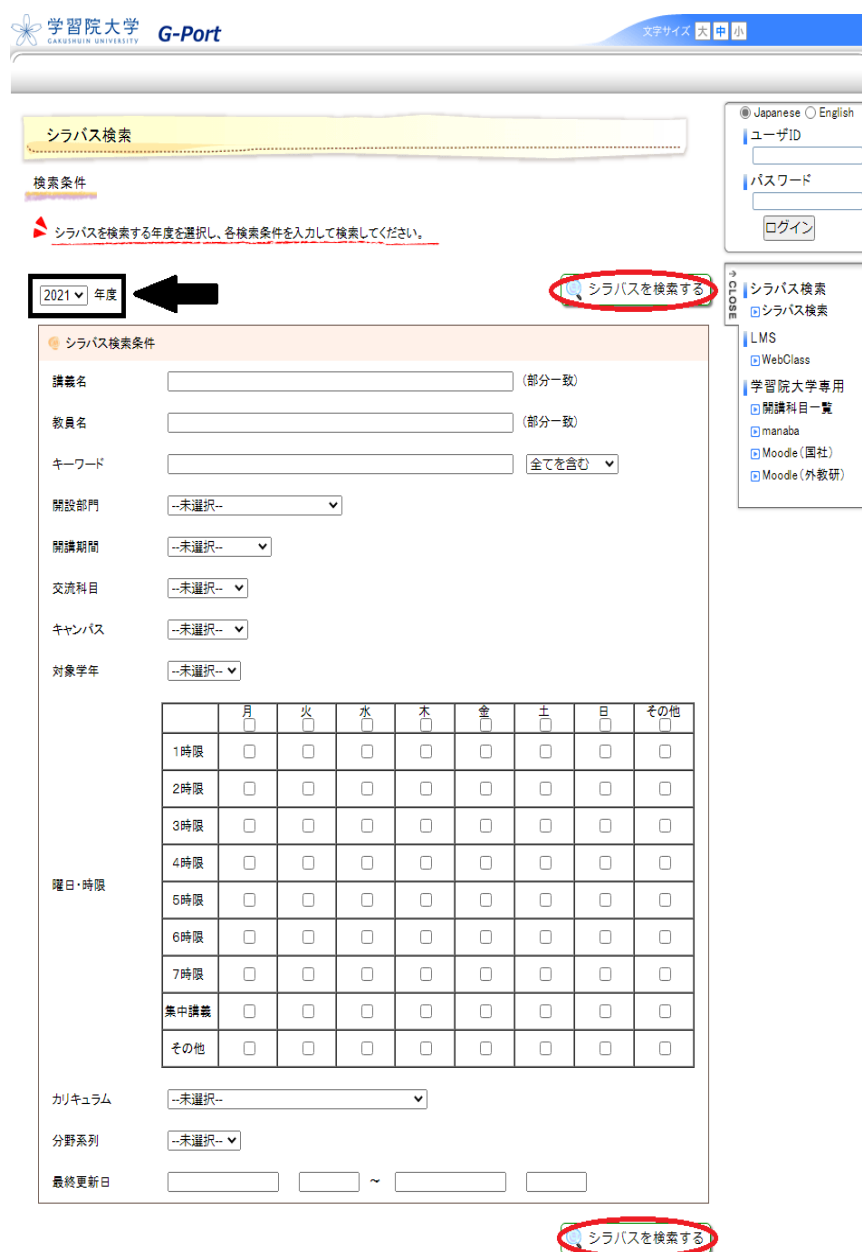 学習院大学
GAKUSHUIN UNIVERSITY
G-Port
文字サイズ 大 中 小
シラバス検索
検索条件
シラバスを検索する年度を選択し、各検索条件を入力して検索してください。
2021 年度
シラバスを検索する
シラバス検索条件
講義名 (部分一致)
教員名 (部分一致)
キーワード 全てを含む
開設部門 --未選択--
開講期間 --未選択--
交流科目 --未選択--
キャンパス --未選択--
対象学年 --未選択--
曜日・時限
月 火 水 木 金 土 日 その他
1時限
2時限
3時限
4時限
5時限
6時限
7時限
集中講義
その他
カリキュラム --未選択--
分野系列 --未選択--
最終更新日 ～
シラバスを検索する
Japanese English
ユーザID
パスワード
ログイン
CLOSE
シラバス検索
シラバス検索
LMS
WebClass
学習院大学専用
開講科目一覧
manaba
Moodle(国社)
Moodle(外教研)